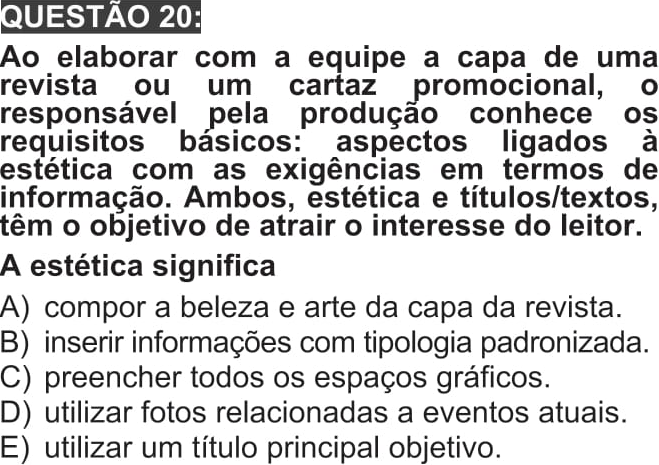 QUESTÃO 20:
Ao elaborar com a equipe a capa de uma
revista ou um cartaz promocional, o
responsável pela produção conhece os
requisitos básicos: aspectos ligados à
estética com as exigências em termos de
informação. Ambos, estética e títulos/textos,
têm o objetivo de atrair o interesse do leitor.
A estética significa
A) compor a beleza e arte da capa da revista.
B) inserir informações com tipologia padronizada.
C) preencher todos os espaços gráficos.
D) utilizar fotos relacionadas a eventos atuais.
E) utilizar um título principal objetivo.